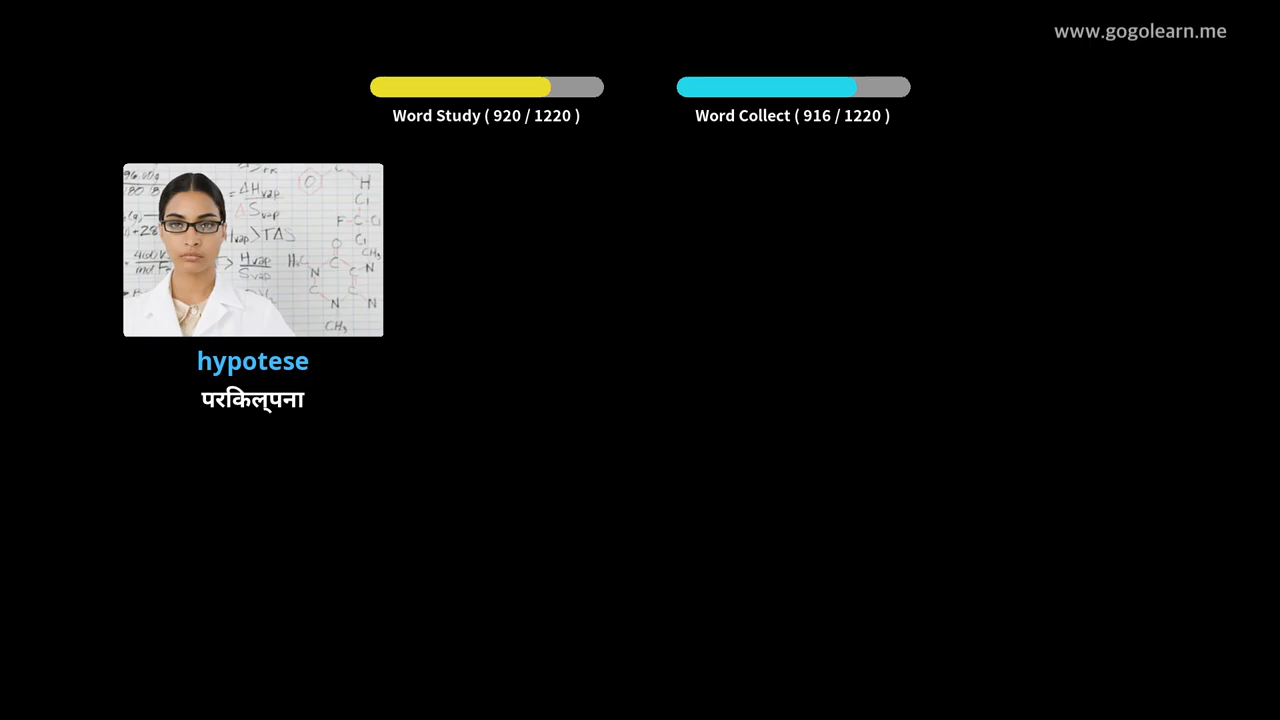 www.gogolearn.me
Word Study ( 920 / 1220 )
Word Collect ( 916 / 1220 )
hypotese
परकिल्‌पना